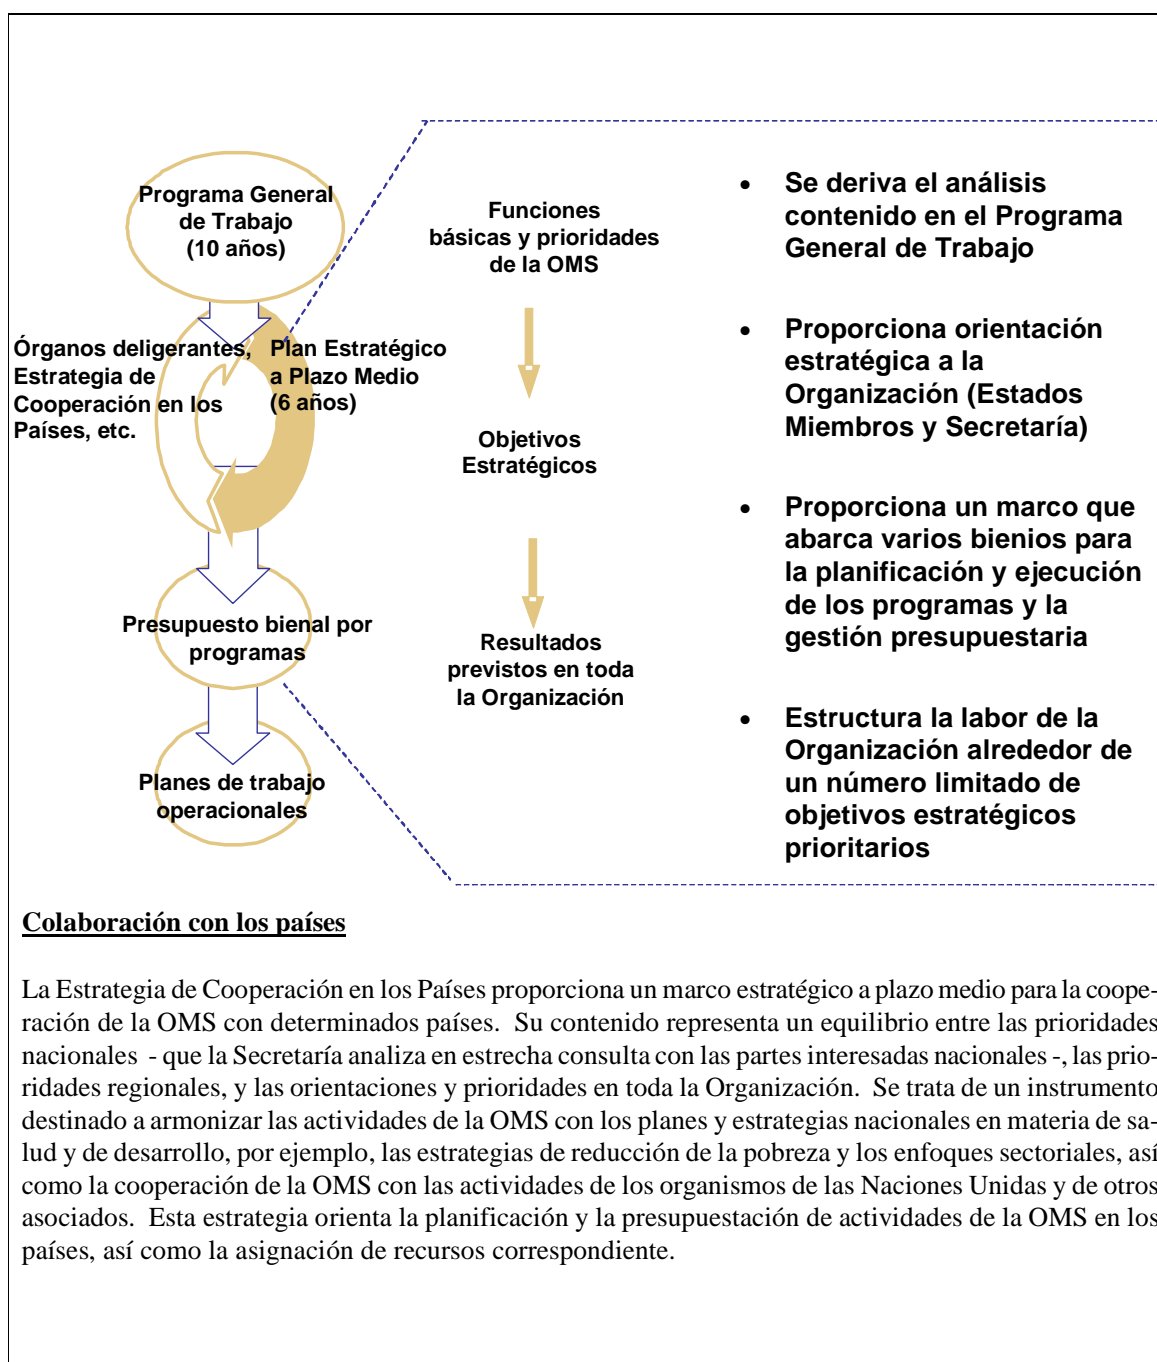 Programa General
de Trabajo
(10 años)
Órganos deligerantes,
Estrategia de
Cooperación en los
Países, etc.
Plan Estratégico
a Plazo Medio
(6 años)
Presupuesto bienal por
programas
Planes de trabajo
operacionales
Funciones
básicas y prioridades
de la OMS
Objetivos
Estratégicos
Resultados
previstos en toda
la Organización
• Se deriva el análisis
contenido en el Programa
General de Trabajo
• Proporciona orientación
estratégica a la
Organización (Estados
Miembros y Secretaría)
• Proporciona un marco que
abarca varios bienios para
la planificación y ejecución
de los programas y la
gestión presupuestaria
• Estructura la labor de la
Organización alrededor de
un número limitado de
objetivos estratégicos
prioritarios
Colaboración con los países
La Estrategia de Cooperación en los Países proporciona un marco estratégico a plazo medio para la coope-
ración de la OMS con determinados países. Su contenido representa un equilibrio entre las prioridades
nacionales - que la Secretaría analiza en estrecha consulta con las partes interesadas nacionales -, las prio-
ridades regionales, y las orientaciones y prioridades en toda la Organización. Se trata de un instrumento
destinado a armonizar las actividades de la OMS con los planes y estrategias nacionales en materia de sa-
lud y de desarrollo, por ejemplo, las estrategias de reducción de la pobreza y los enfoques sectoriales, así
como la cooperación de la OMS con las actividades de los organismos de las Naciones Unidas y de otros
asociados. Esta estrategia orienta la planificación y la presupuestación de actividades de la OMS en los
países, así como la asignación de recursos correspondiente.